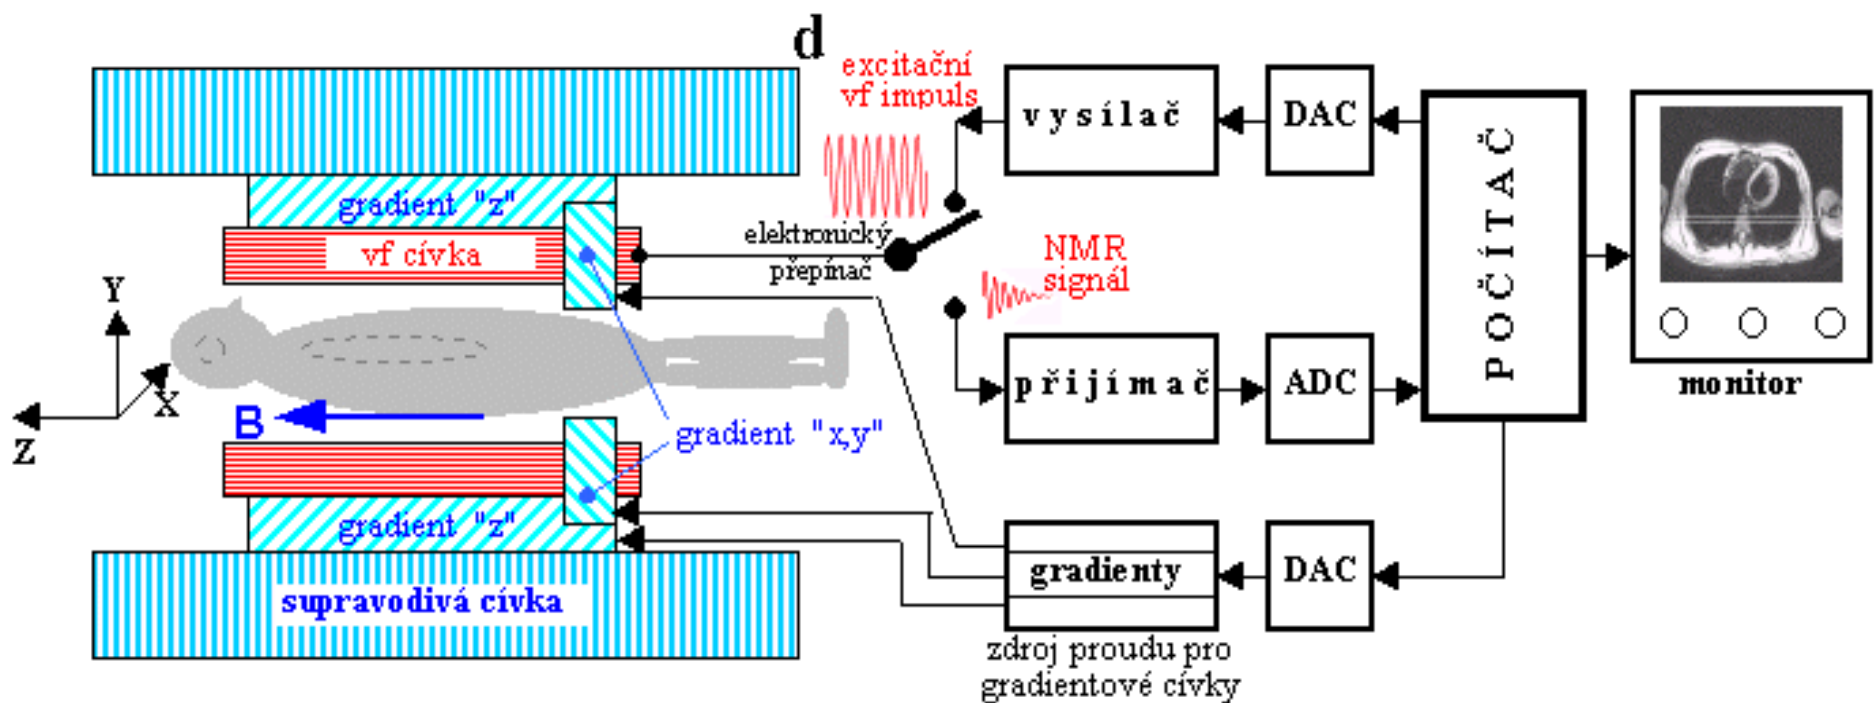 d
excitační
vf impuls
vysílač
DAC
POČÍTAČ
gradient "z"
vf cívka
elektronický
přepínač
NMR
signál
Y
X
Z
B
gradient "x,y"
přijímač
ADC
monitor
gradient "z"
supravodivá cívka
gradienty
DAC
zdroj proudu pro
gradientové cívky